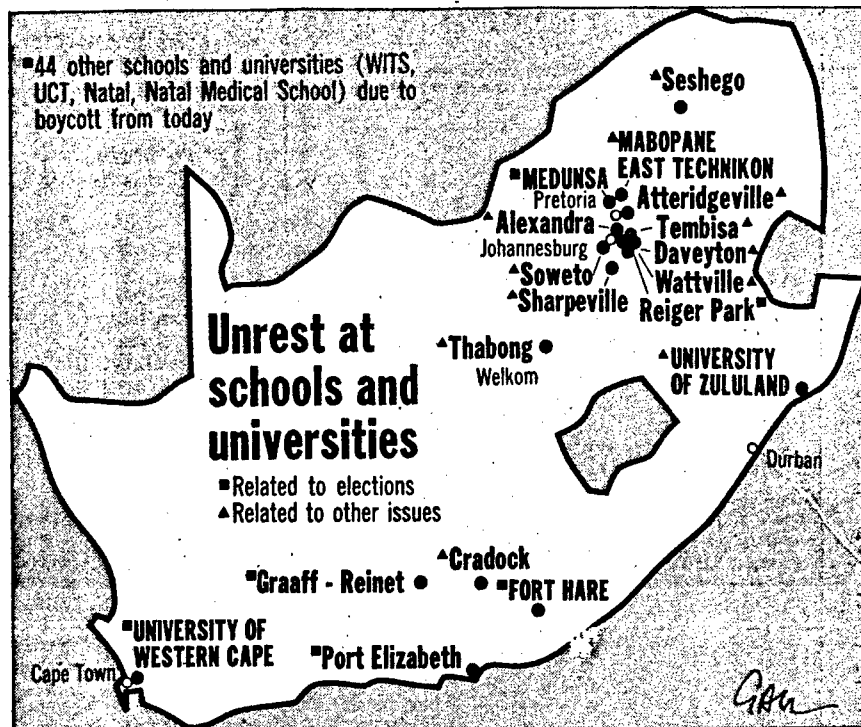 ■44 other schools and universities (WITS,
UCT, Natal, Natal Medical School) due to
boycott from today
▲Seshego
▲MABOPANE
EAST TECHNIKON
■MEDUNSA
Pretoria
Atteridgeville▲
▲Alexandra
Tembisa▲
Johannesburg
Daveyton▲
▲Soweto
Wattville▲
▲Sharpeville
Reiger Park■
Unrest at
schools and
universities
■Related to elections
▲Related to other issues
▲Thabong
Welkom
▲UNIVERSITY
OF ZULULAND
Durban
▲Cradock
■Graaff - Reinet
■FORT HARE
■UNIVERSITY OF
WESTERN CAPE
■Port Elizabeth
Cape Town